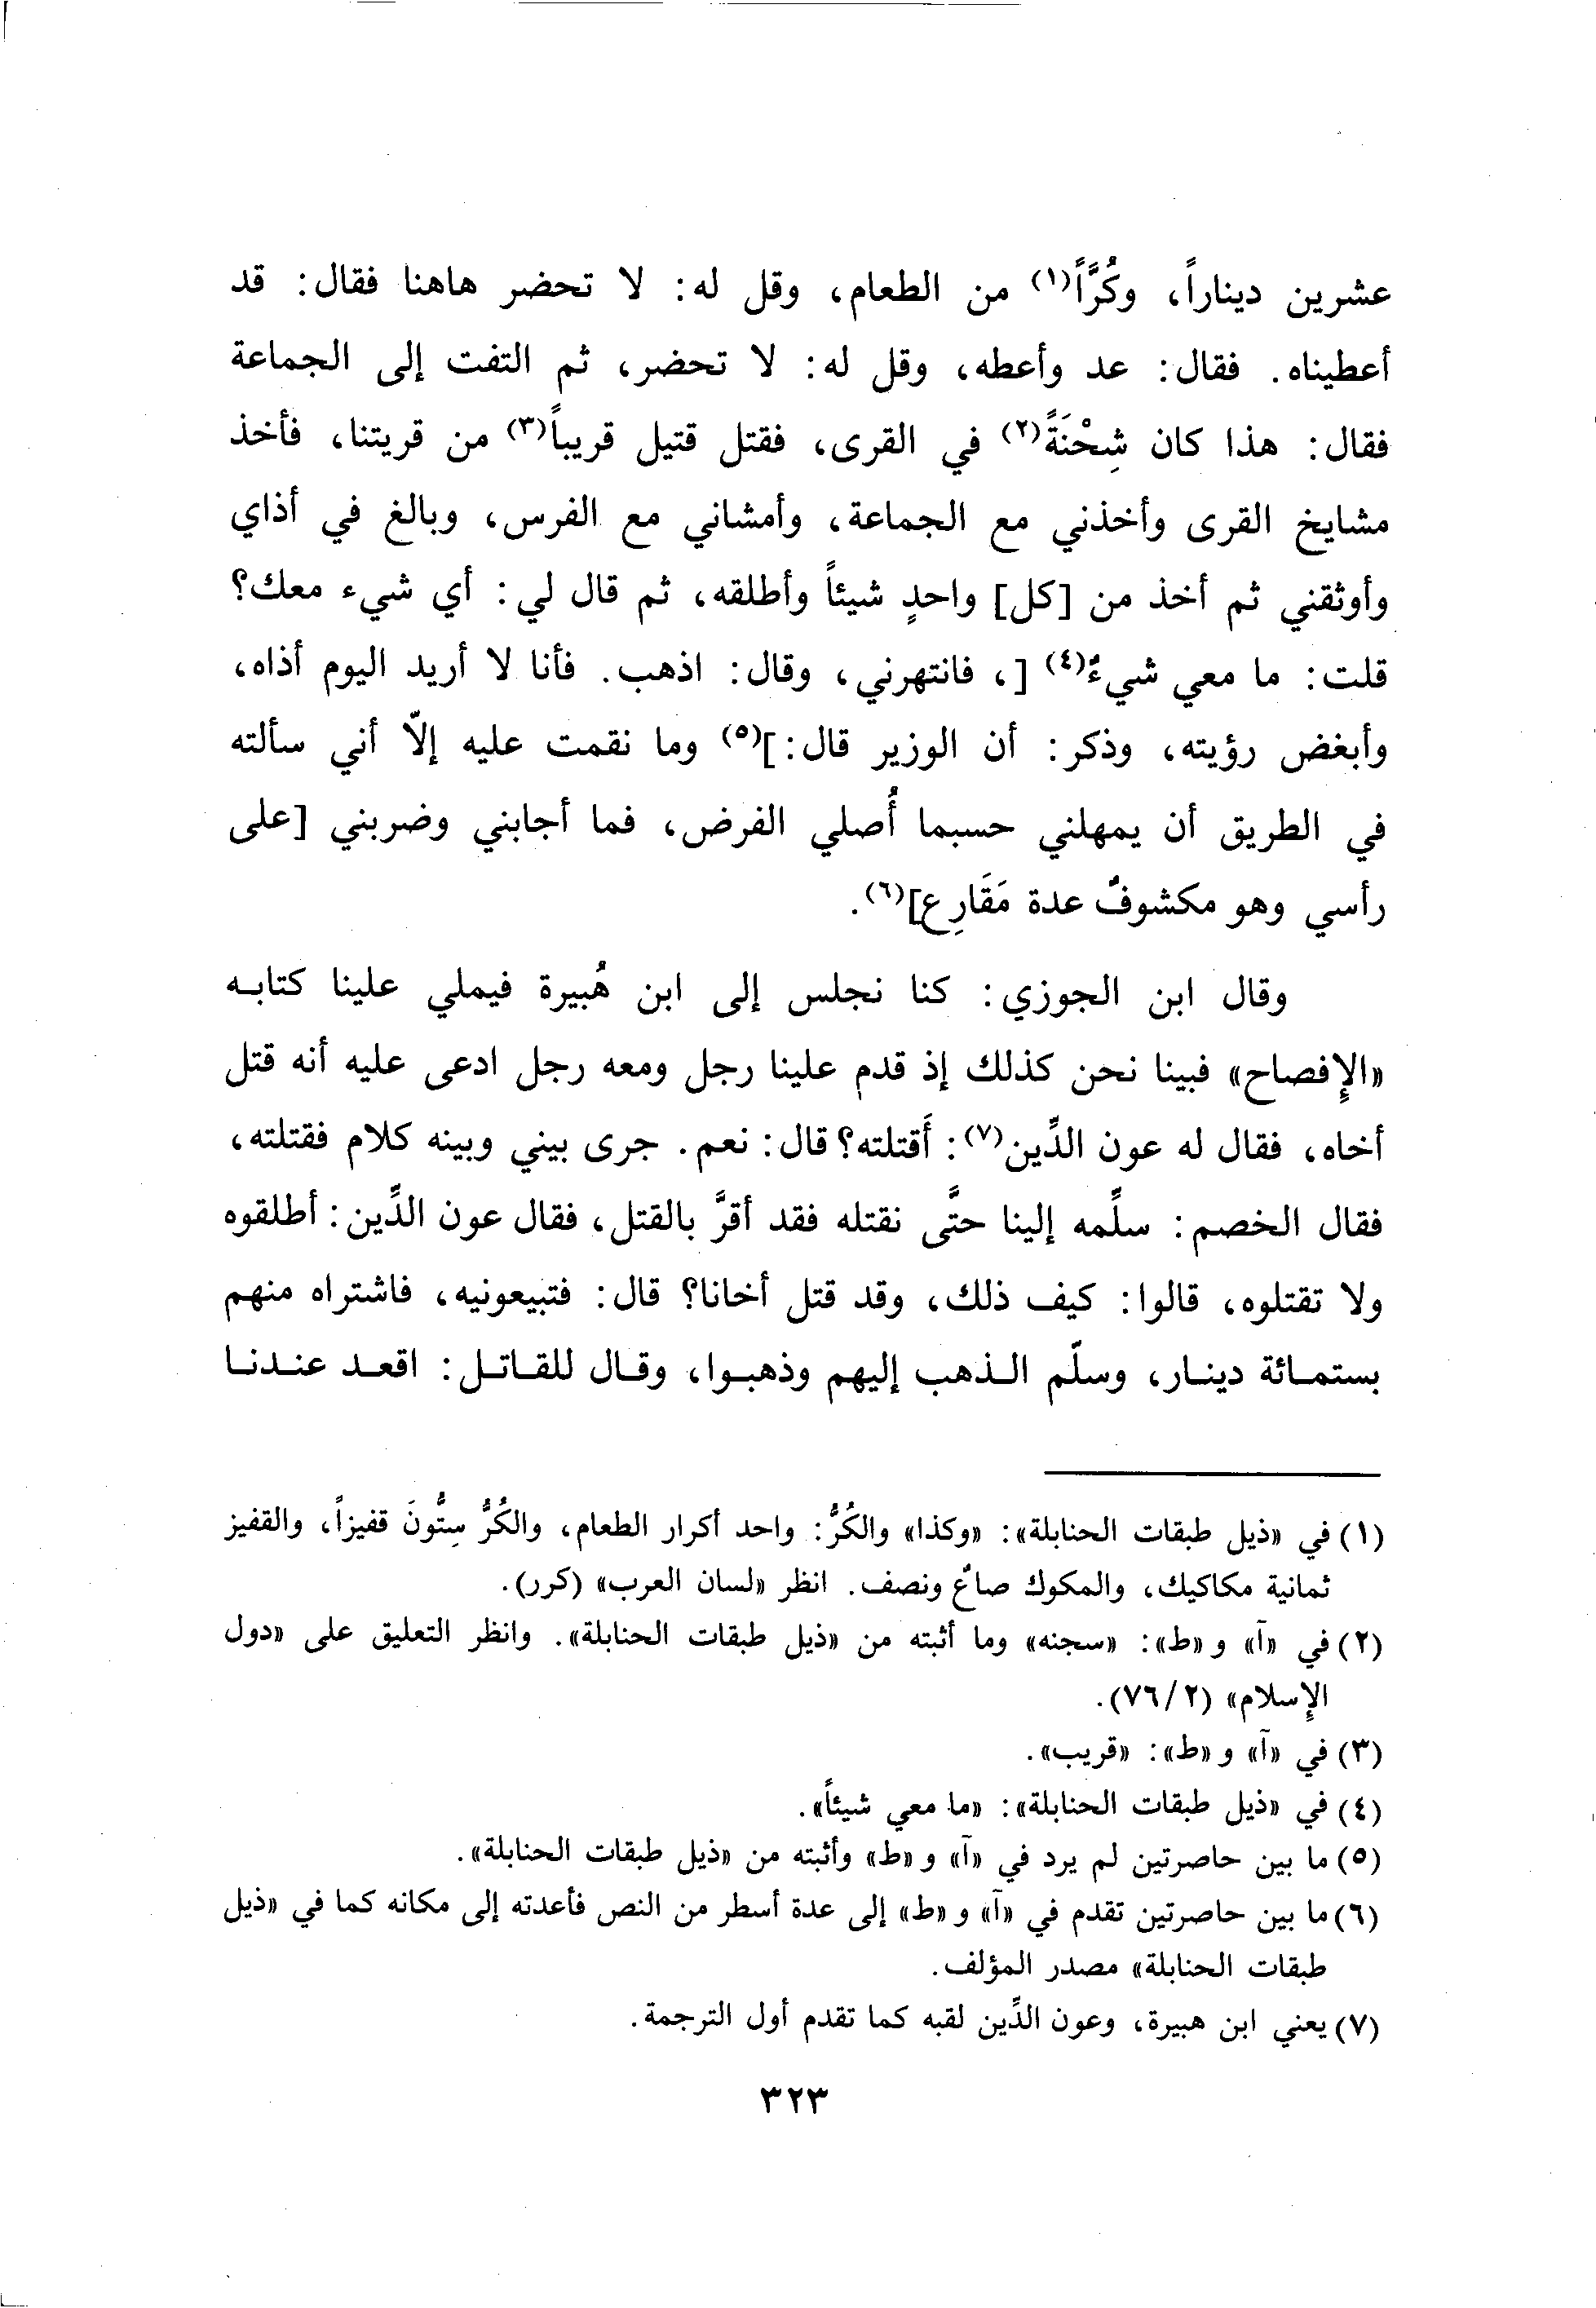 عشرين ديناراً، وكُرَّاً(١) من الطعام، وقل له: لا تحضر هاهنا فقال: قد
أعطيناه. فقال: عد وأعطه، وقل له: لا تحضر، ثم التفت إلى الجماعة
فقال: هذا كان شِحْنَةً(٢) في القرى، فقتل قتيل قريباً(٣) من قريتنا، فأخذ
مشايخ القرى وأخذني مع الجماعة، وأمشاني مع الفرس، وبالغ في أذاي
وأوثقني ثم أخذ من [كل] واحدٍ شيئاً وأطلقه، ثم قال لي: أي شيء معك؟
قلت: ما معي شيءٌ(٤) [، فانتهرني، وقال: اذهب. فأنا لا أريد اليوم أذاه،
وأبغض رؤيته، وذكر: أن الوزير قال:](٥) وما نقمت عليه إلّا أني سألته
في الطريق أن يمهلني حسبما أُصلي الفرض، فما أجابني وضربني [على
رأسي وهو مكشوفٌ عدة مَقَارِع](٦).
وقال ابن الجوزي: كنا نجلس إلى ابن هُبيرة فيملي علينا كتابه
«الإفصاح» فبينا نحن كذلك إذ قدم علينا رجل ومعه رجل ادعى عليه أنه قتل
أخاه، فقال له عون الدِّين(٧): أَقتلته؟ قال: نعم. جرى بيني وبينه كلام فقتلته،
فقال الخصم: سلِّمه إلينا حتَّى نقتله فقد أقرَّ بالقتل، فقال عون الدِّين: أطلقوه
ولا تقتلوه، قالوا: كيف ذلك، وقد قتل أخانا؟ قال: فتبيعونيه، فاشتراه منهم
بستمائة دينار، وسلّم الذهب إليهم وذهبوا، وقال للقاتل: اقعد عندنا
(١) في «ذيل طبقات الحنابلة»: «وكذا» والكُرُّ: واحد أكرار الطعام، والكُرُّ سِتُّونَ قفيزاً، والقفيز
ثمانية مكاكيك، والمكوك صاعٌ ونصف. انظر «لسان العرب» (كرر).
(٢) في «آ» و «ط»: «سجنه» وما أثبته من «ذيل طبقات الحنابلة». وانظر التعليق على «دول
الإسلام» (٢/٧٦).
(٣) في «آ» و «ط»: «قريب».
(٤) في «ذيل طبقات الحنابلة»: «ما معي شيئاً».
(٥) ما بين حاصرتين لم يرد في «آ» و «ط» وأثبته من «ذيل طبقات الحنابلة».
(٦) ما بين حاصرتين تقدم في «آ» و «ط» إلى عدة أسطر من النص فأعدته إلى مكانه كما في «ذيل
طبقات الحنابلة» مصدر المؤلف.
(٧) يعني ابن هبيرة، وعون الدِّين لقبه كما تقدم أول الترجمة.
٣٢٣